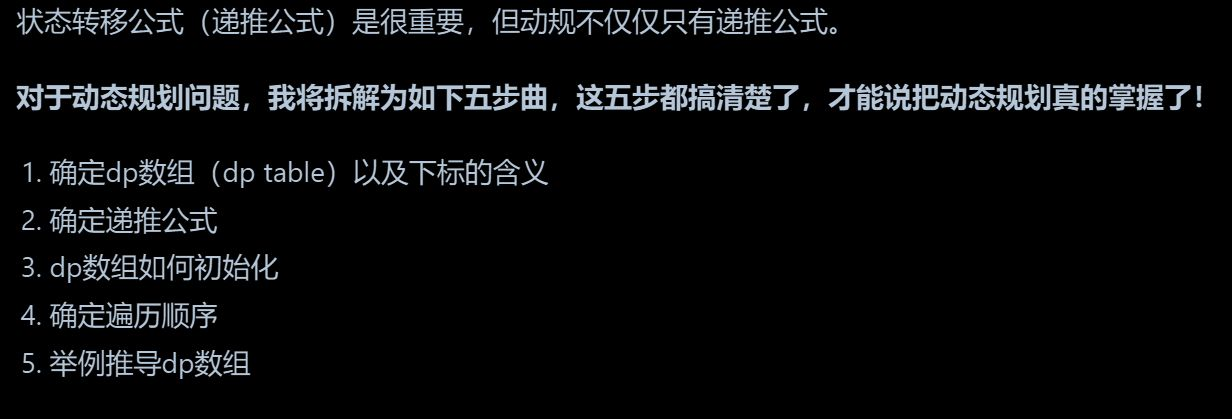 状态转移公式（递推公式）是很重要，但动规不仅仅只有递推公式。
对于动态规划问题，我将拆解为如下五步曲，这五步都搞清楚了，才能说把动态规划真的掌握了！
1. 确定dp数组（dp table）以及下标的含义
2. 确定递推公式
3. dp数组如何初始化
4. 确定遍历顺序
5. 举例推导dp数组